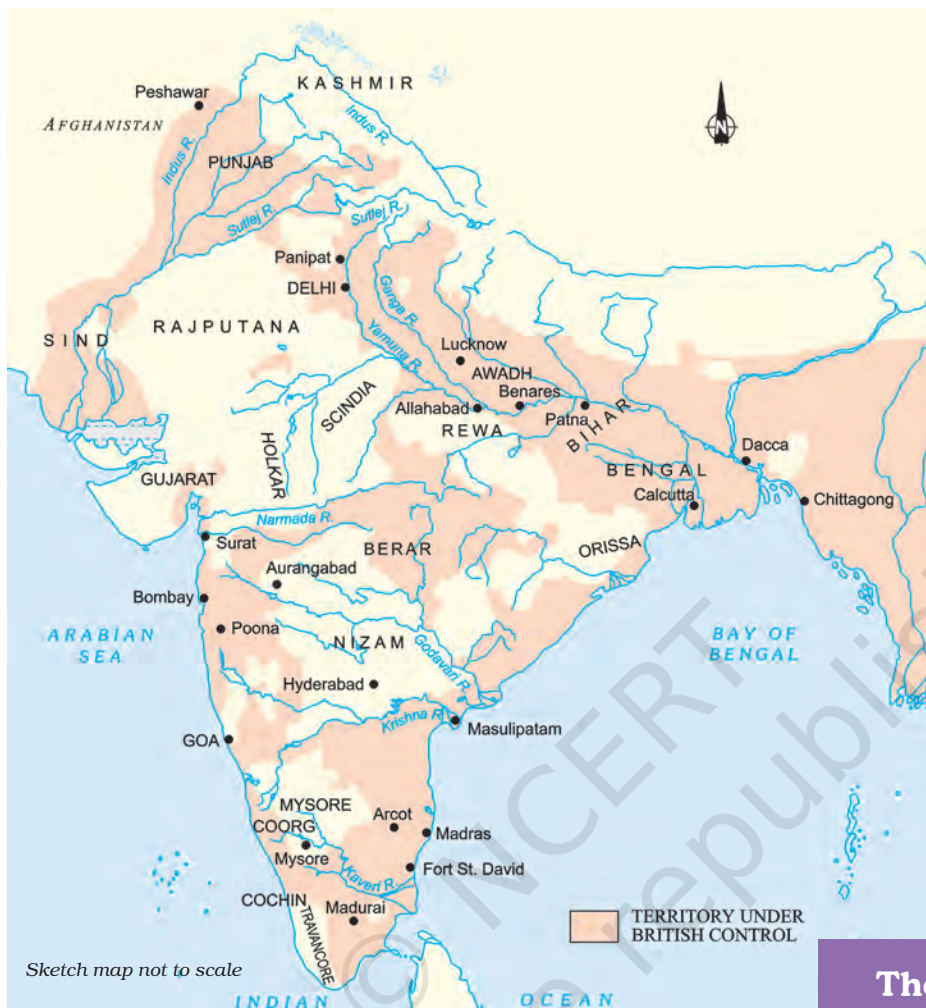 KASHMIR
Peshawar
AFGHANISTAN
Indus R.
Indus R.
N
PUNJAB
Sutlej R.
Sutlej R.
Panipat
DELHI
Ganga R.
RAJPUTANA
SIND
Yamuna R.
Lucknow
AWADH
Benares
SCINDIA
Allahabad
Patna
REWA
BIHAR
HOLKAR
Dacca
BENGAL
GUJARAT
Calcutta
Chittagong
Narmada R.
Surat
BERAR
ORISSA
Aurangabad
Bombay
Poona
ARABIAN
SEA
NIZAM
BAY OF
BENGAL
Godavari R.
Hyderabad
Krishna R.
Masulipatam
GOA
MYSORE
Arcot
COORG
Madras
Mysore
Fort St. David
Kaveri R.
COCHIN
Madurai
TRAVANCORE
TERRITORY UNDER
BRITISH CONTROL
Sketch map not to scale
The
INDIAN OCEAN
© NCERT
republi